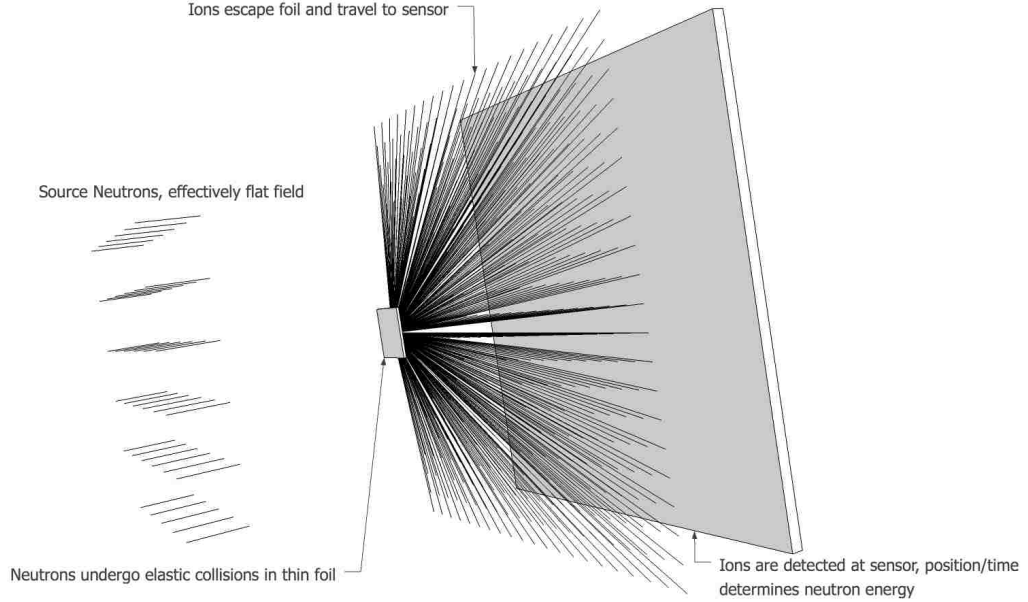 Ions escape foil and travel to sensor
Source Neutrons, effectively flat field
Neutrons undergo elastic collisions in thin foil
Ions are detected at sensor, position/time
determines neutron energy